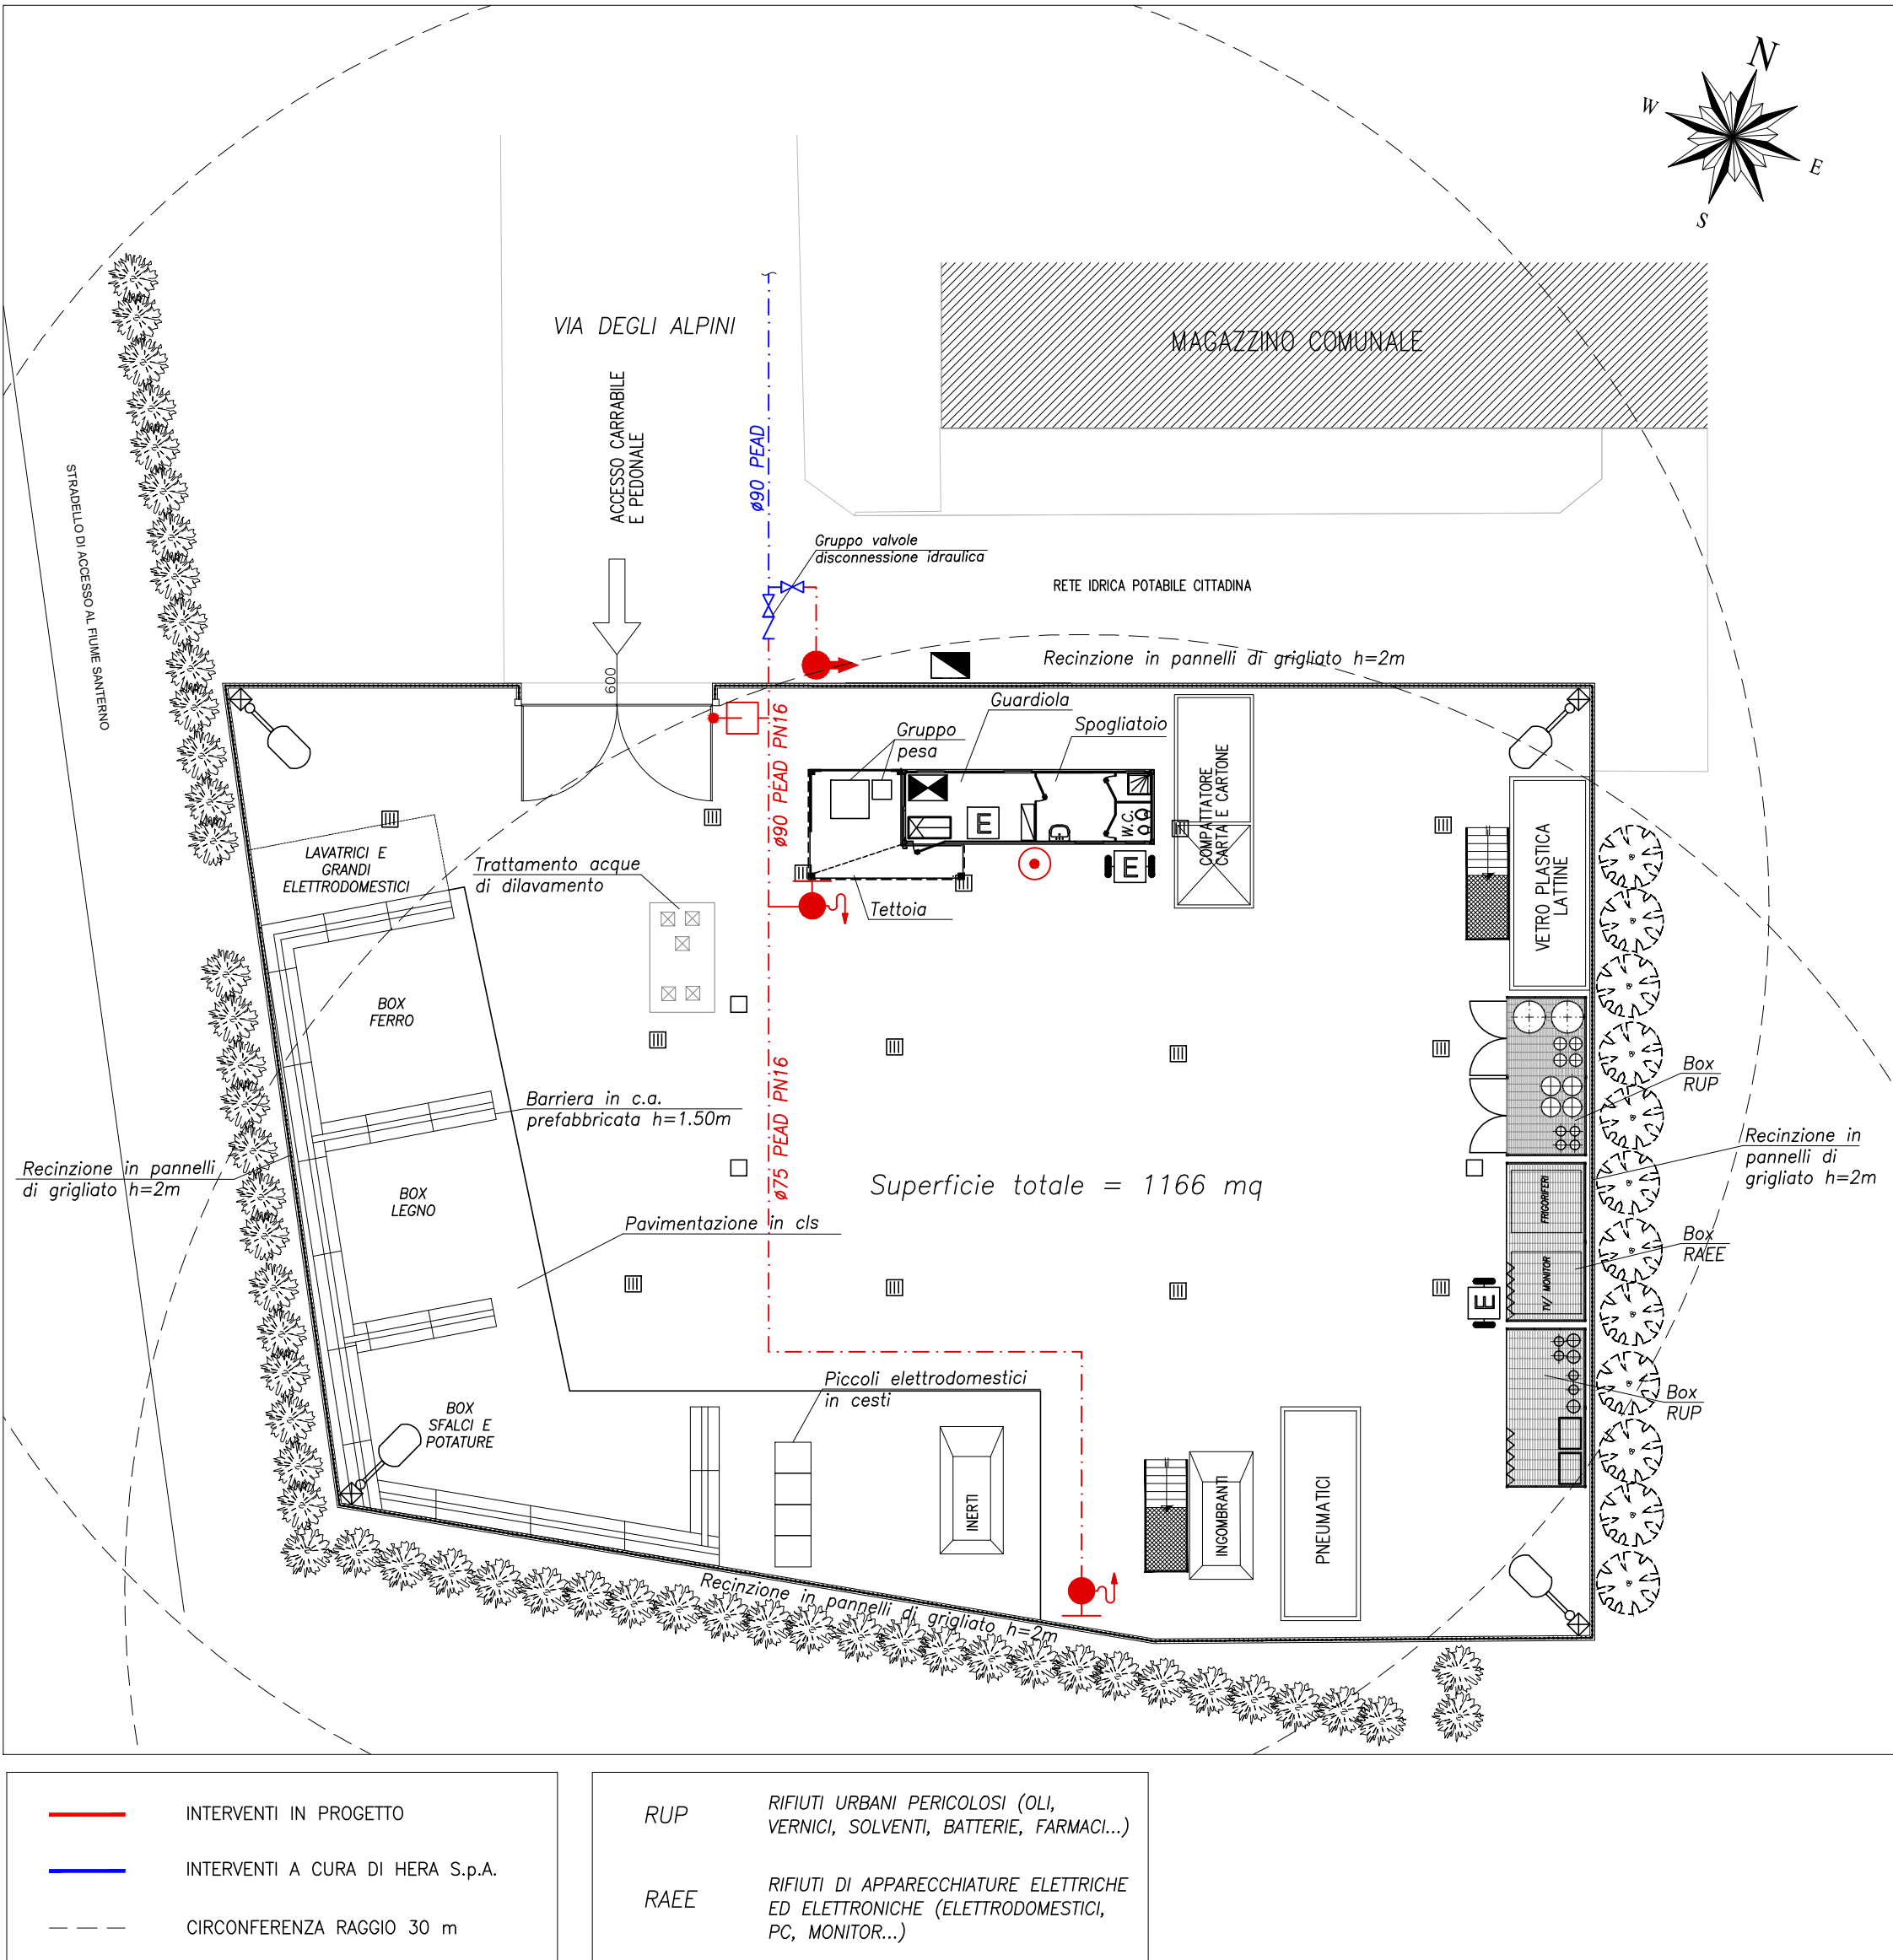 N
W
E
S
VIA DEGLI ALPINI
MAGAZZINO COMUNALE
ACCESSO CARRABILE
E PEDONALE
ø90 PEAD
STRADELLO DI ACCESSO AL FIUME SANTERNO
Gruppo valvole
disconnessione idraulica
RETE IDRICA POTABILE CITTADINA
600
Recinzione in pannelli di grigliato h=2m
Guardiola
Gruppo
pesa
Spogliatoio
ø90 PEAD PN16
E
W.C.
E
COMPATTATORE
CARTA E CARTONE
VETRO PLASTICA
LATTINE
LAVATRICI E
GRANDI
ELETTRODOMESTICI
Trattamento acque
di dilavamento
Tettoia
BOX
FERRO
Box
RUP
Barriera in c.a.
prefabbricata h=1.50m
ø75 PEAD PN16
Recinzione in
pannelli di
grigliato h=2m
Recinzione in pannelli
di grigliato h=2m
BOX
LEGNO
Superficie totale = 1166 mq
FRIGORIFERI
Pavimentazione in cls
Box
RAEE
TV/ MONITOR
E
Piccoli elettrodomestici
in cesti
Box
RUP
BOX
SFALCI E
POTATURE
INERTI
INGOMBRANTI
PNEUMATICI
Recinzione in pannelli di grigliato h=2m
INTERVENTI IN PROGETTO
INTERVENTI A CURA DI HERA S.p.A.
CIRCONFERENZA RAGGIO 30 m
RUP
RIFIUTI URBANI PERICOLOSI (OLI,
VERNICI, SOLVENTI, BATTERIE, FARMACI...)
RAEE
RIFIUTI DI APPARECCHIATURE ELETTRICHE
ED ELETTRONICHE (ELETTRODOMESTICI,
PC, MONITOR...)